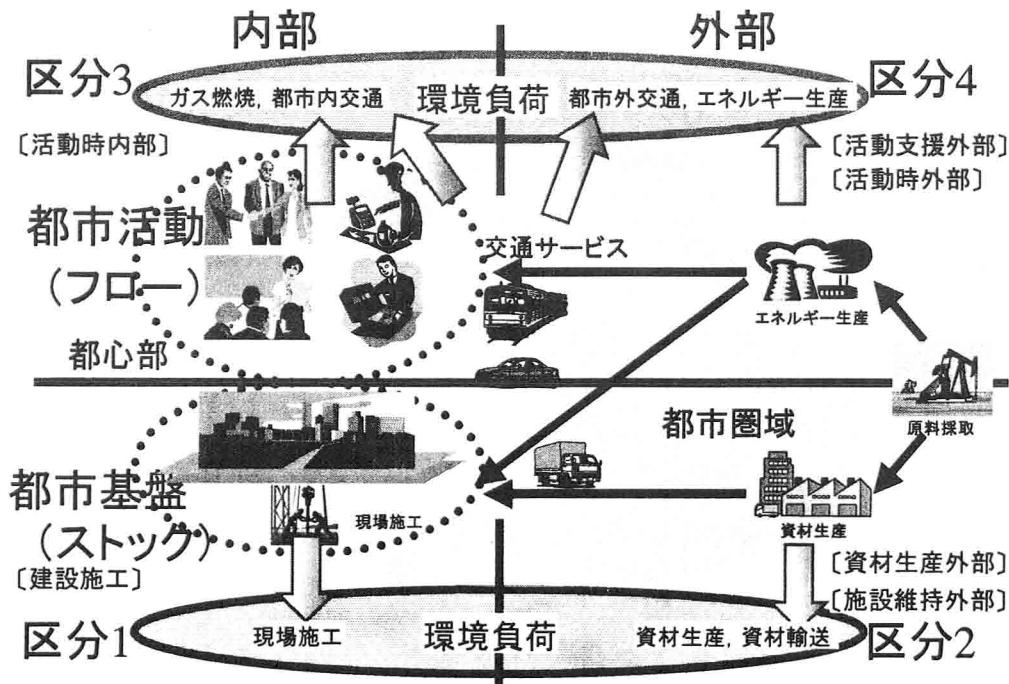 内部
外部
区分3
区分4
ガス燃焼, 都市内交通
環境負荷
都市外交通, エネルギー生産
〔活動時内部〕
〔活動支援外部〕
〔活動時外部〕
都市活動
(フロー)
交通サービス
エネルギー生産
都心部
原料採取
都市圏域
都市基盤
(ストック)
現場施工
資材生産
〔建設施工〕
〔資材生産外部〕
〔施設維持外部〕
区分1
現場施工
環境負荷
資材生産, 資材輸送
区分2